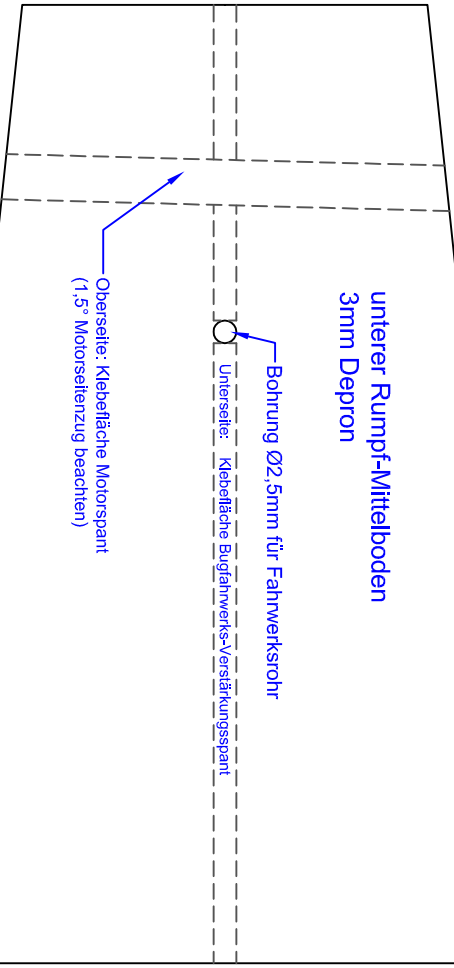 unterer Rumpf-Mittelboden
3mm Depron
Bohrung Ø2,5mm für Fahrwerksrohr
Unterseite: Klebefläche Bugfahrwerks-Verstärkungsspant
Oberseite: Klebefläche Motorspant
(1,5° Motorseitenzug beachten)